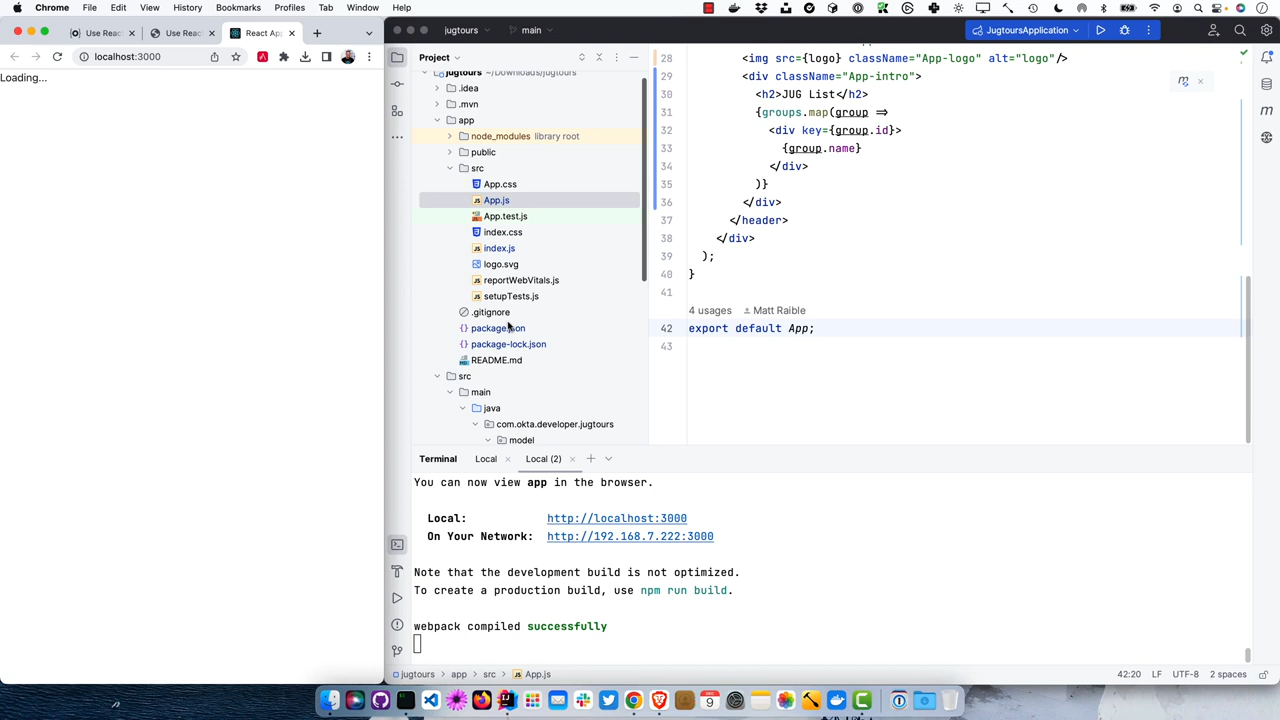 Chrome File Edit View History Bookmarks Profiles Tab Window Help
Use Reac
Use Reac
React Ap
localhost:3000
Loading...
jugtours
main
JugtoursApplication
Project
jugtours ~/Downloads/jugtours
.idea
.mvn
app
node_modules library root
public
src
App.css
App.js
App.test.js
index.css
index.js
logo.svg
reportWebVitals.js
setupTests.js
.gitignore
package.json
package-lock.json
README.md
src
main
java
com.okta.developer.jugtours
model
28 <img src={logo} className="App-logo" alt="logo"/>
29 <div className="App-intro">
30 <h2>JUG List</h2>
31 {groups.map(group =>
32 <div key={group.id}>
33 {group.name}
34 </div>
35 )}
36 </div>
37 </header>
38 </div>
39 );
40 }
41
4 usages Matt Raible
42 export default App;
43
Terminal Local Local (2)
You can now view app in the browser.
Local: http://localhost:3000
On Your Network: http://192.168.7.222:3000
Note that the development build is not optimized.
To create a production build, use npm run build.
webpack compiled successfully
jugtours > app > src > App.js
42:20 LF UTF-8 2 spaces